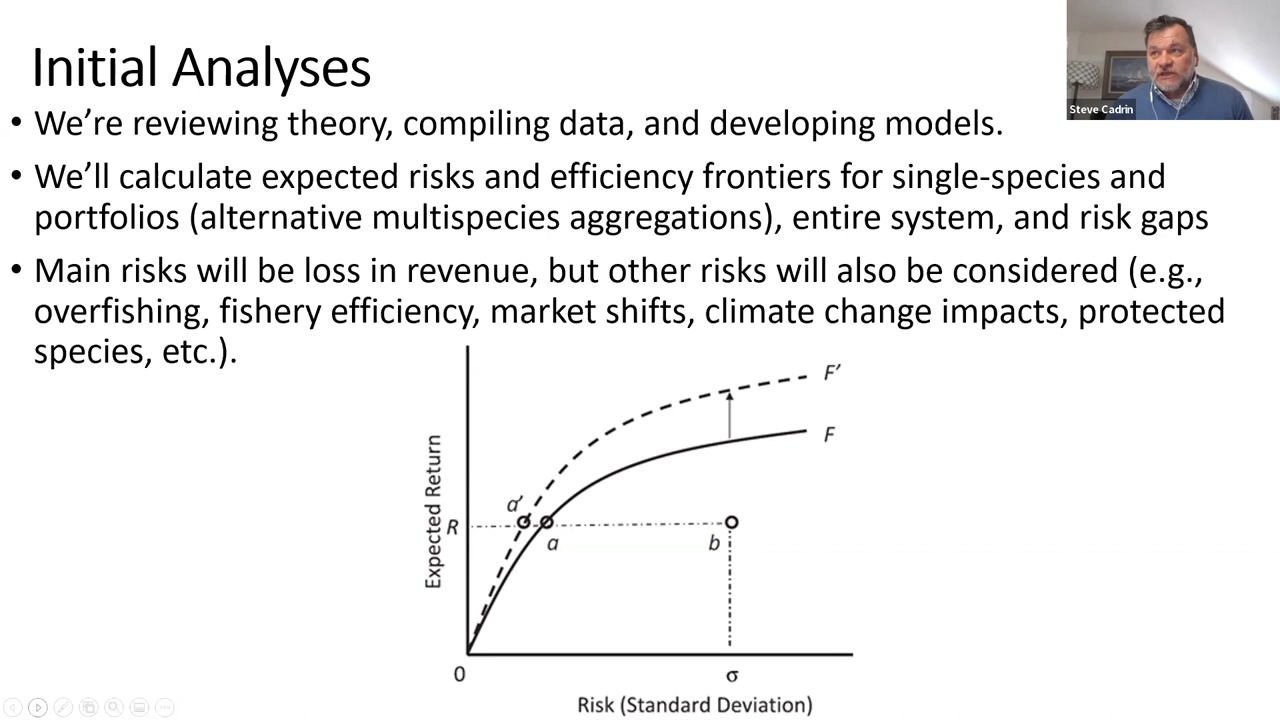 Initial Analyses
Steve Cadrin
• We’re reviewing theory, compiling data, and developing models.
• We’ll calculate expected risks and efficiency frontiers for single-species and
portfolios (alternative multispecies aggregations), entire system, and risk gaps
• Main risks will be loss in revenue, but other risks will also be considered (e.g.,
overfishing, fishery efficiency, market shifts, climate change impacts, protected
species, etc.).
F’
F
a’
R
a
b
Expected Return
0
σ
Risk (Standard Deviation)